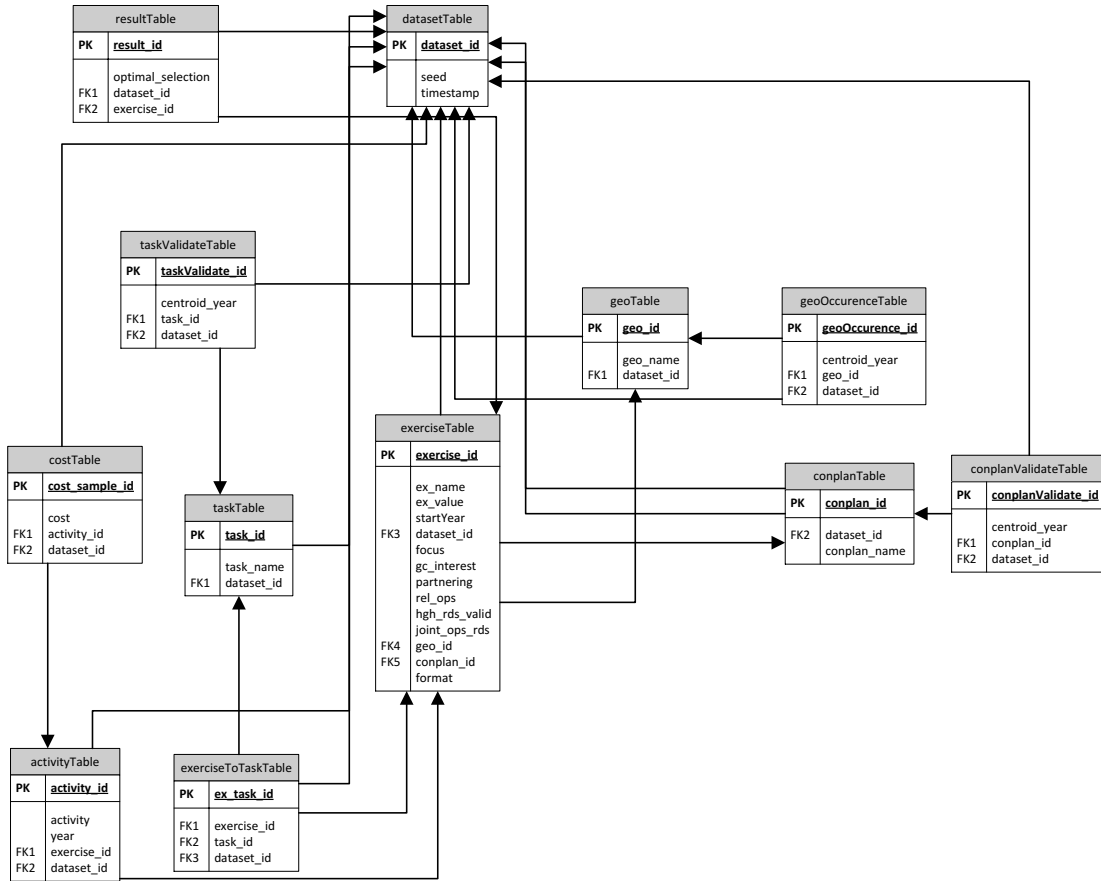 resultTable
PK result_id
optimal_selection
FK1 dataset_id
FK2 exercise_id
datasetTable
PK dataset_id
seed
timestamp
taskValidateTable
PK taskValidate_id
centroid_year
FK1 task_id
FK2 dataset_id
geoTable
PK geo_id
geo_name
FK1 dataset_id
geoOccurenceTable
PK geoOccurence_id
centroid_year
FK1 geo_id
FK2 dataset_id
exerciseTable
PK exercise_id
ex_name
ex_value
startYear
FK3 dataset_id
focus
gc_interest
partnering
rel_ops
hgh_rds_valid
joint_ops_rds
FK4 geo_id
FK5 conplan_id
format
costTable
PK cost_sample_id
cost
FK1 activity_id
FK2 dataset_id
taskTable
PK task_id
task_name
FK1 dataset_id
conplanTable
PK conplan_id
FK2 dataset_id
conplan_name
conplanValidateTable
PK conplanValidate_id
centroid_year
FK1 conplan_id
FK2 dataset_id
activityTable
PK activity_id
activity
year
FK1 exercise_id
FK2 dataset_id
exerciseToTaskTable
PK ex_task_id
FK1 exercise_id
FK2 task_id
FK3 dataset_id